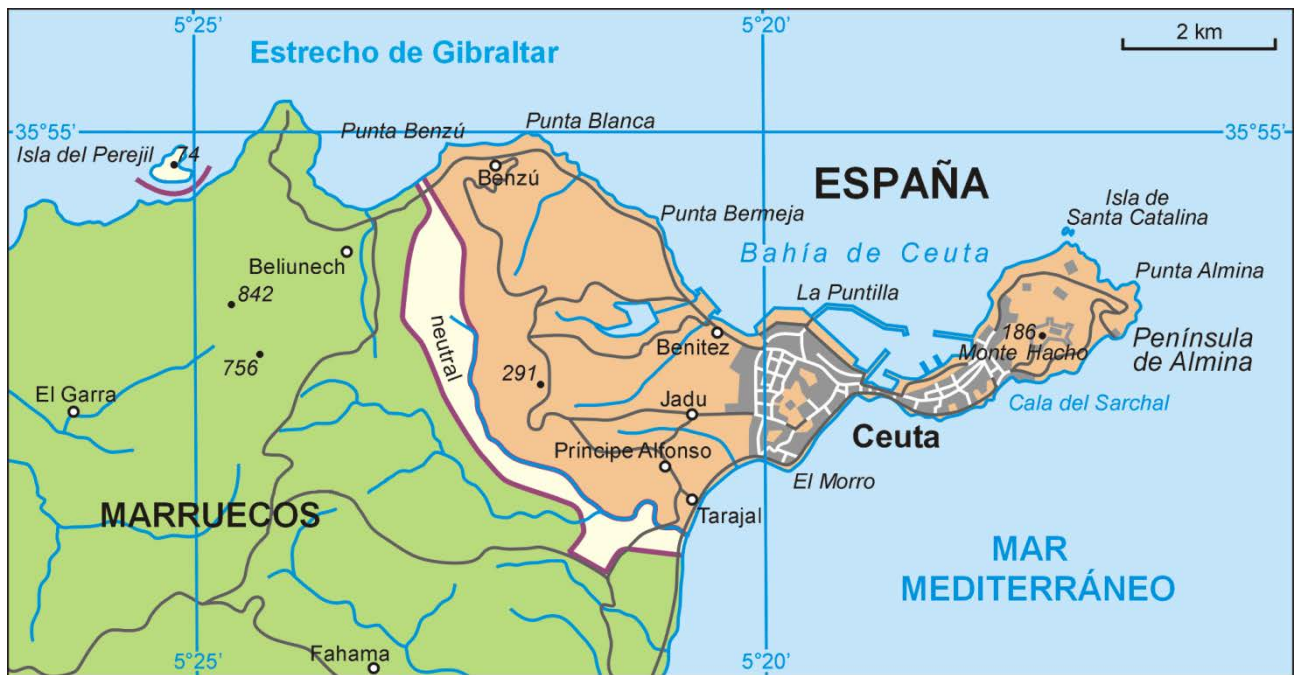 5°25'
5°20'
2 km
Estrecho de Gibraltar
35°55'
Punta Benzú
Punta Blanca
35°55'
Isla del Perejil
74
Benzú
ESPAÑA
Isla de
Santa Catalina
Punta Bermeja
Bahía de Ceuta
Beliunech
Punta Almina
842
La Puntilla
neutral
Benitez
186
Monte Hacho
Península
de Almina
756
291
El Garra
Jadu
Cala del Sarchal
Ceuta
Príncipe Alfonso
El Morro
MARRUECOS
Tarajal
MAR
MEDITERRÁNEO
Fahama
5°25'
5°20'